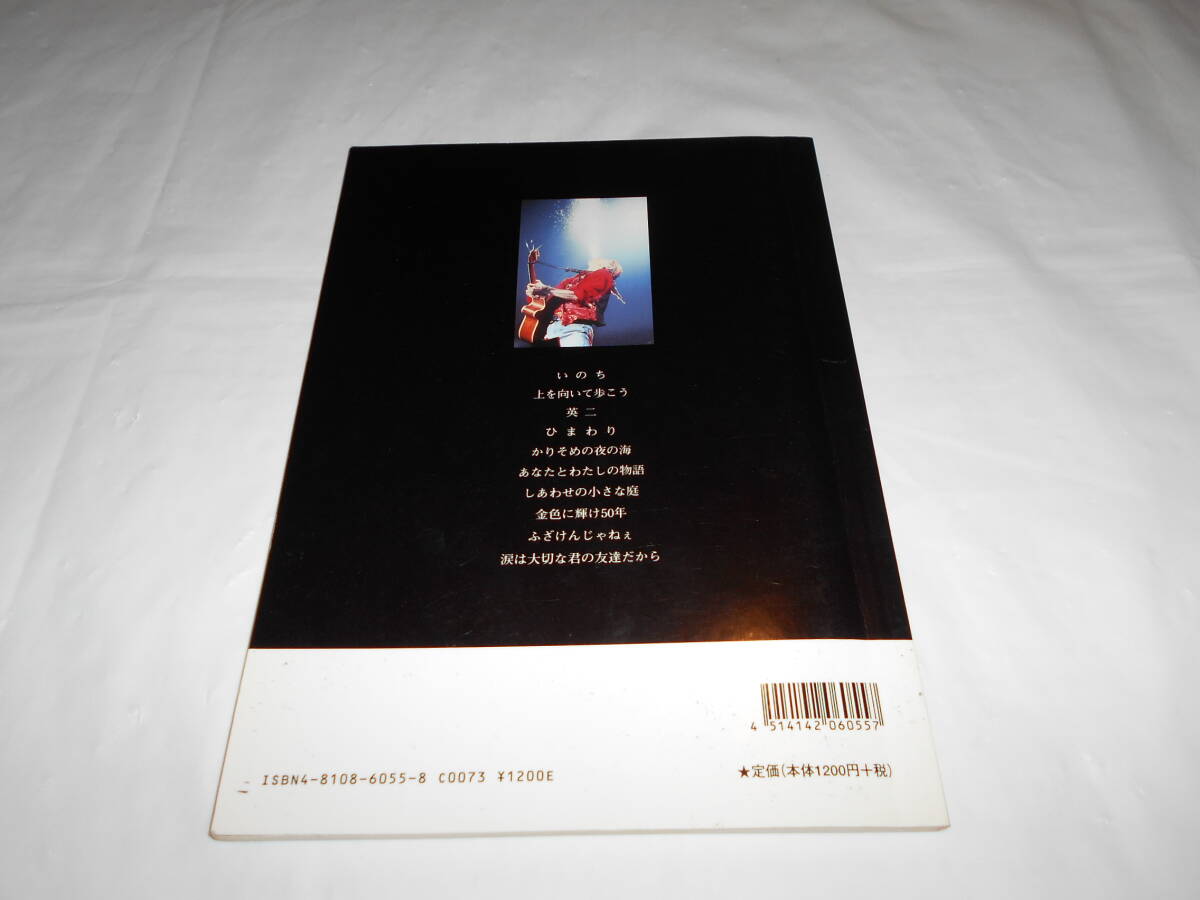 いのち
上を向いて歩こう
英二
ひまわり
かりそめの夜の海
あなたとわたしの物語
しあわせの小さな庭
金色に輝け50年
ふざけんじゃねぇ
涙は大切な君の友達だから
4 514142 060557
ISBN4-8108-6055-8 C0073 ¥1200E
★定価(本体1200円+税)